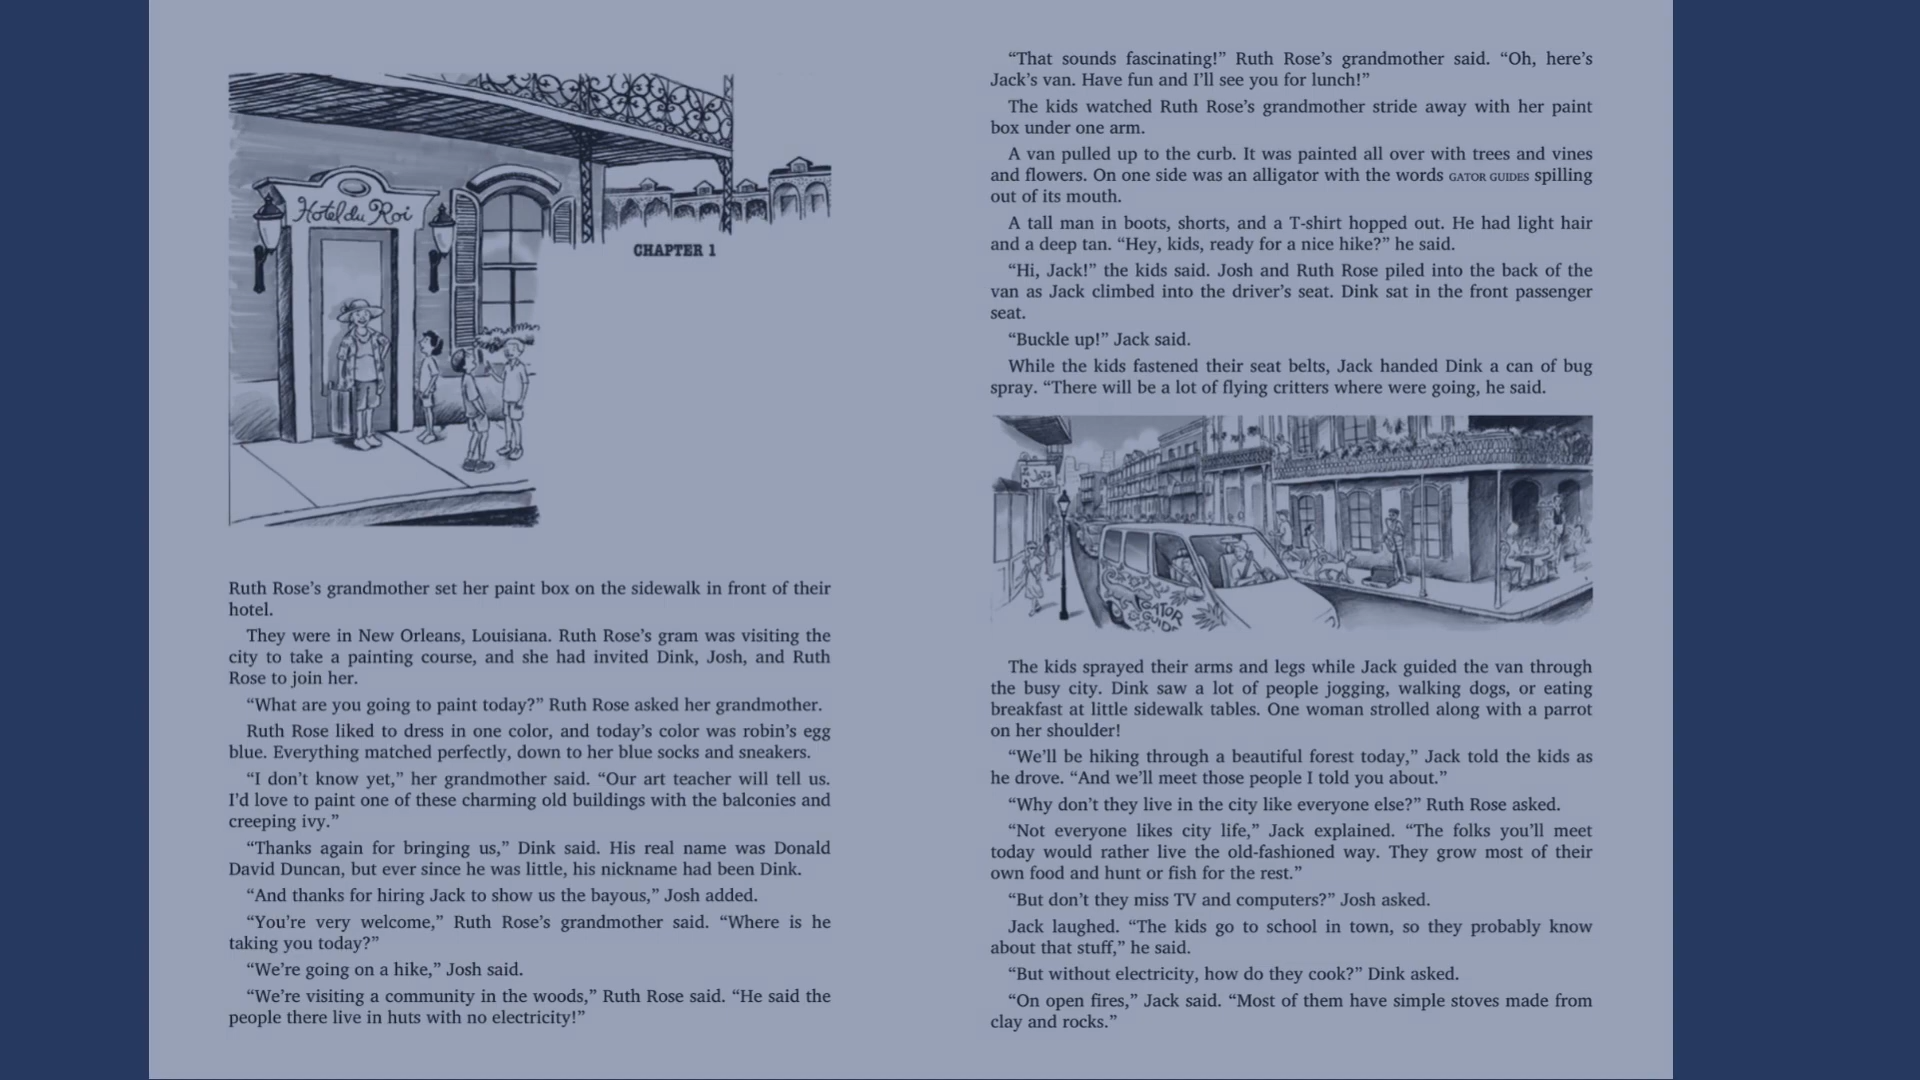 Hotel du Roi
CHAPTER 1
Ruth Rose’s grandmother set her paint box on the sidewalk in front of their
hotel.
They were in New Orleans, Louisiana. Ruth Rose’s gram was visiting the
city to take a painting course, and she had invited Dink, Josh, and Ruth
Rose to join her.
“What are you going to paint today?” Ruth Rose asked her grandmother.
Ruth Rose liked to dress in one color, and today’s color was robin’s egg
blue. Everything matched perfectly, down to her blue socks and sneakers.
“I don’t know yet,” her grandmother said. “Our art teacher will tell us.
I’d love to paint one of these charming old buildings with the balconies and
creeping ivy.”
“Thanks again for bringing us,” Dink said. His real name was Donald
David Duncan, but ever since he was little, his nickname had been Dink.
“And thanks for hiring Jack to show us the bayous,” Josh added.
“You’re very welcome,” Ruth Rose’s grandmother said. “Where is he
taking you today?”
“We’re going on a hike,” Josh said.
“We’re visiting a community in the woods,” Ruth Rose said. “He said the
people there live in huts with no electricity!”
“That sounds fascinating!” Ruth Rose’s grandmother said. “Oh, here’s
Jack’s van. Have fun and I’ll see you for lunch!”
The kids watched Ruth Rose’s grandmother stride away with her paint
box under one arm.
A van pulled up to the curb. It was painted all over with trees and vines
and flowers. On one side was an alligator with the words GATOR GUIDES spilling
out of its mouth.
A tall man in boots, shorts, and a T-shirt hopped out. He had light hair
and a deep tan. “Hey, kids, ready for a nice hike?” he said.
“Hi, Jack!” the kids said. Josh and Ruth Rose piled into the back of the
van as Jack climbed into the driver’s seat. Dink sat in the front passenger
seat.
“Buckle up!” Jack said.
While the kids fastened their seat belts, Jack handed Dink a can of bug
spray. “There will be a lot of flying critters where were going, he said.
Jazz
GATOR
GUIDE
The kids sprayed their arms and legs while Jack guided the van through
the busy city. Dink saw a lot of people jogging, walking dogs, or eating
breakfast at little sidewalk tables. One woman strolled along with a parrot
on her shoulder!
“We’ll be hiking through a beautiful forest today,” Jack told the kids as
he drove. “And we’ll meet those people I told you about.”
“Why don’t they live in the city like everyone else?” Ruth Rose asked.
“Not everyone likes city life,” Jack explained. “The folks you’ll meet
today would rather live the old-fashioned way. They grow most of their
own food and hunt or fish for the rest.”
“But don’t they miss TV and computers?” Josh asked.
Jack laughed. “The kids go to school in town, so they probably know
about that stuff,” he said.
“But without electricity, how do they cook?” Dink asked.
“On open fires,” Jack said. “Most of them have simple stoves made from
clay and rocks.”